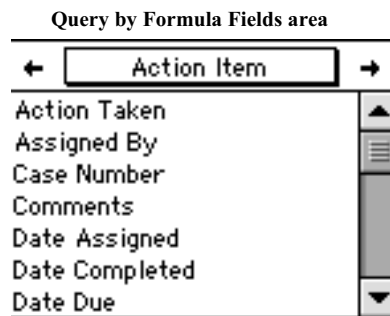 Query by Formula Fields area
Action Item
Action Taken
Assigned By
Case Number
Comments
Date Assigned
Date Completed
Date Due